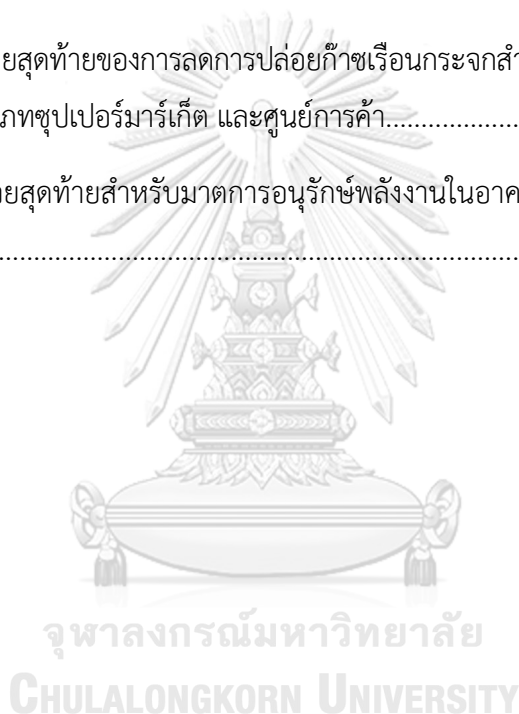 ยสุดท้ายของการลดการปล่อยก๊าซเรือนกระจกสำ
ภทซุปเปอร์มาร์เก็ต และศูนย์การค้า..................
วยสุดท้ายสำหรับมาตการอนุรักษ์พลังงานในอาค
................................................................................
จุฬาลงกรณ์มหาวิทยาลัย
CHULALONGKORN UNIVERSITY